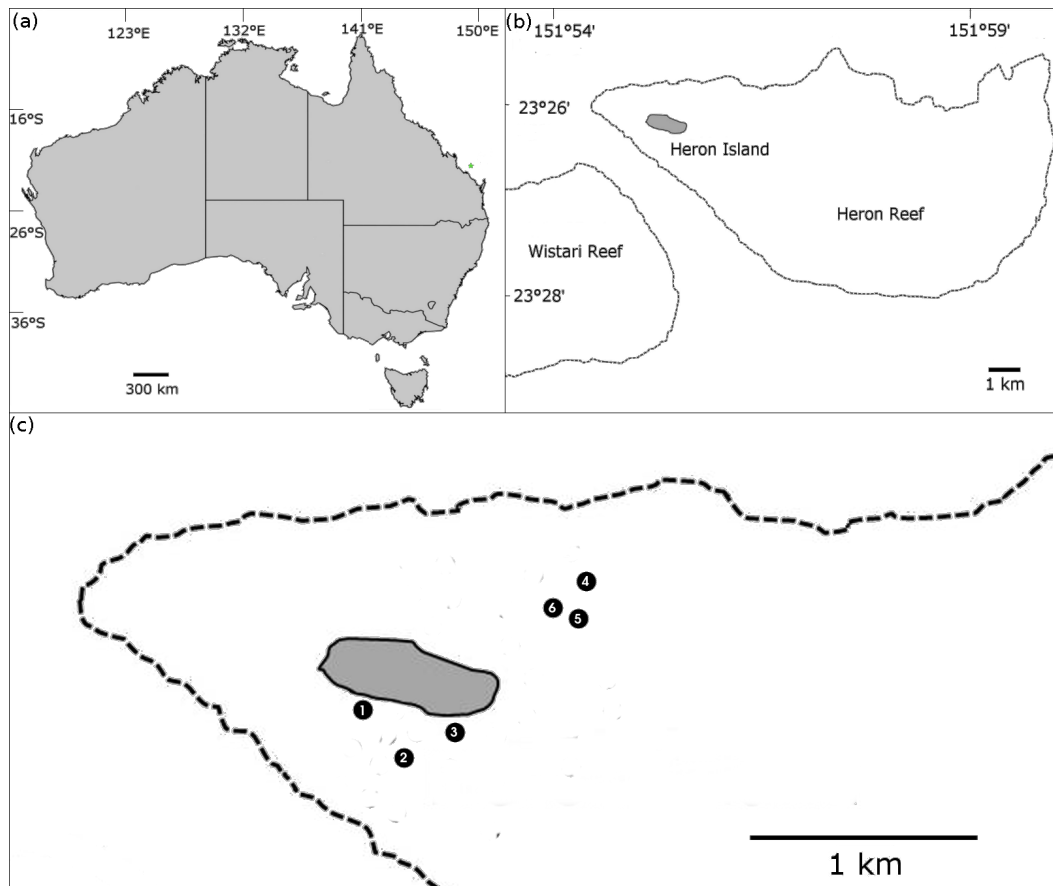 (a)
123°E 132°E 141°E 150°E
16°S
26°S
36°S
300 km
(b)
151°54' 151°59'
23°26'
Heron Island
Heron Reef
Wistari Reef
23°28'
1 km
(c)
4
6
5
1
3
2
1 km